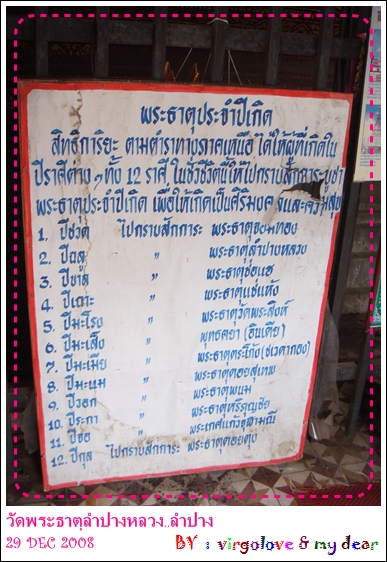 พระธาตุประจำปีเกิด
สิทธิการิยะ ตามตำราทางภาคเหนือ ได้ให้ผู้ที่เกิดใน
ปีราศีต่าง ๆ ทั้ง 12 ราศี ในชั่วชีวิตนี้ให้ไปกราบสักการะบูชา
พระธาตุประจำปีเกิด เพื่อให้เกิดเป็นศิริมงคลและความสุข
1. ปีชวด ไปกราบสักการะ พระธาตุจอมทอง
2. ปีฉลู " พระธาตุลำปางหลวง
3. ปีขาล " พระธาตุช่อแฮ
4. ปีเถาะ " พระธาตุแช่แห้ง
5. ปีมะโรง " พระธาตุวัดพระสิงห์
6. ปีมะเส็ง " พุทธคยา (อินเดีย)
7. ปีมะเมีย " พระธาตุตะโก้ง (ชเวดากอง)
8. ปีมะแม " พระธาตุดอยสุเทพ
9. ปีวอก " พระธาตุพนม
10. ปีระกา " พระธาตุหริภุญชัย
11. ปีจอ " พระเกศแก้วจุฬามณี
12. ปีกุล ไปกราบสักการะ พระธาตุดอยตุง
วัดพระธาตุลำปางหลวง..ลำปาง
29 DEC 2008 BY : virgolove & my dear